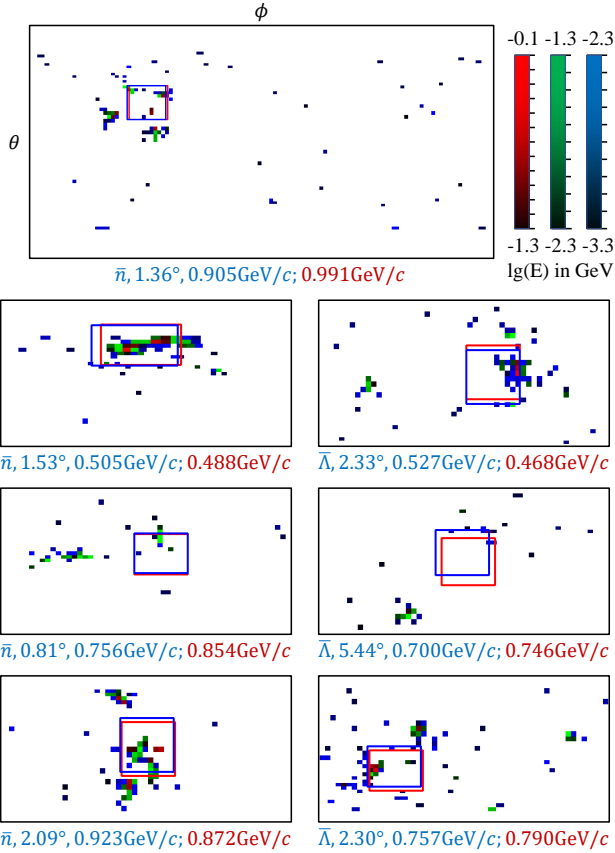 ϕ
-0.1 -1.3 -2.3
θ
-1.3 -2.3 -3.3
lg(E) in GeV
n̅, 1.36°, 0.905GeV/c; 0.991GeV/c
n̅, 1.53°, 0.505GeV/c; 0.488GeV/c
Λ̅, 2.33°, 0.527GeV/c; 0.468GeV/c
n̅, 0.81°, 0.756GeV/c; 0.854GeV/c
Λ̅, 5.44°, 0.700GeV/c; 0.746GeV/c
n̅, 2.09°, 0.923GeV/c; 0.872GeV/c
Λ̅, 2.30°, 0.757GeV/c; 0.790GeV/c